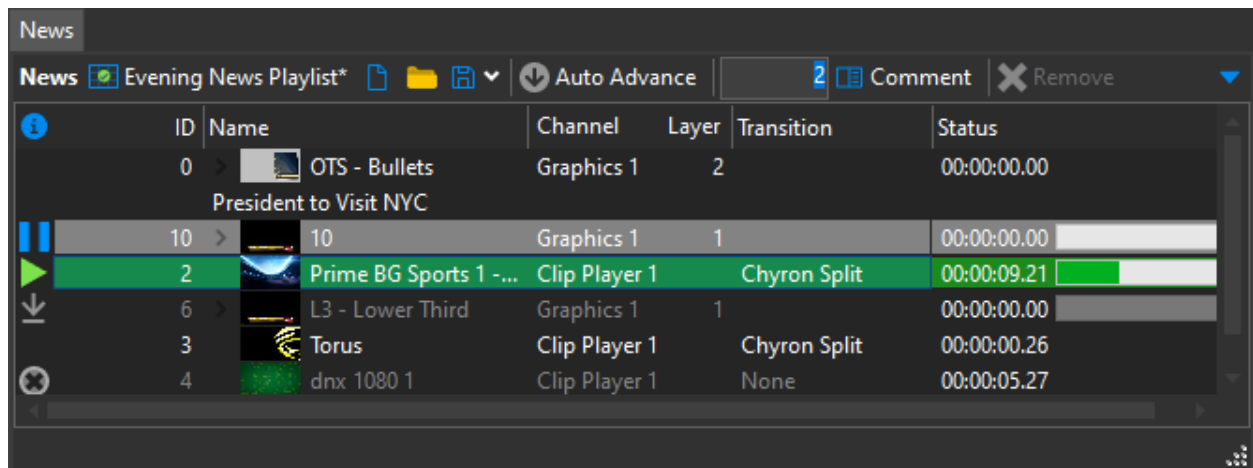 News
News Evening News Playlist* Auto Advance 2 Comment Remove
ID Name Channel Layer Transition Status
0 OTS - Bullets Graphics 1 2 00:00:00.00
President to Visit NYC
10 10 Graphics 1 1 00:00:00.00
2 Prime BG Sports 1 -... Clip Player 1 Chyron Split 00:00:09.21
6 L3 - Lower Third Graphics 1 1 00:00:00.00
3 Torus Clip Player 1 Chyron Split 00:00:00.26
4 dnx 1080 1 Clip Player 1 None 00:00:05.27